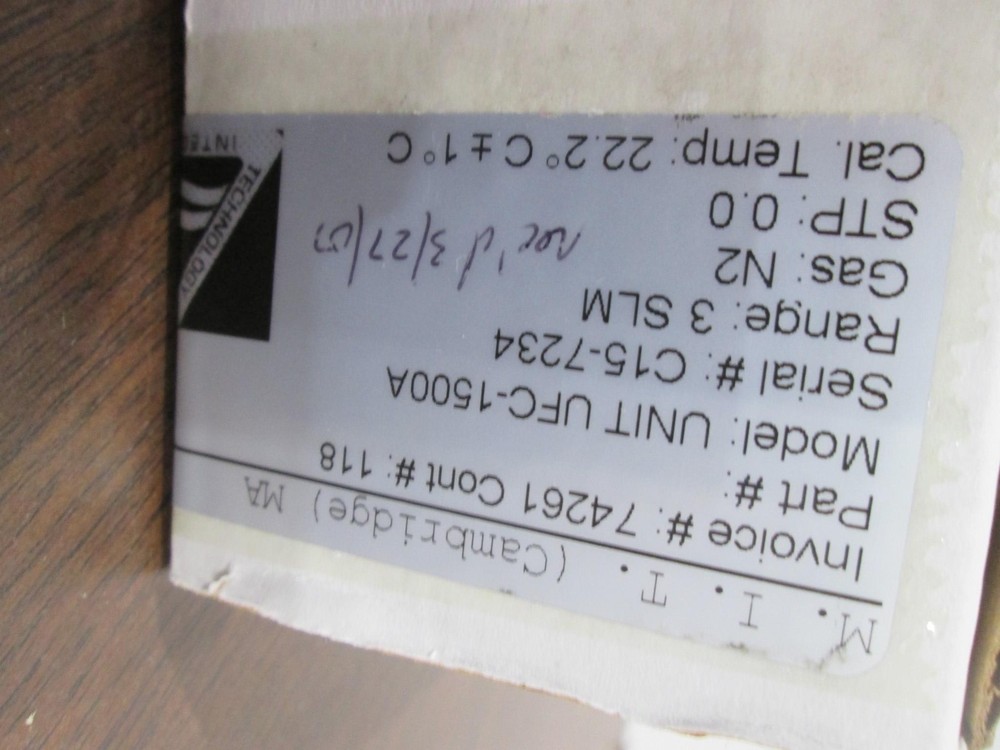 M. I. T. (Cambridge) MA
Invoice #: 74261 Cont #: 118
Part #:
Model: UNIT UFC-1500A
Serial #: C15-7234
Range: 3 SLM
Gas: N2
STP: 0.0
Cal. Temp: 22.2° C ± 1° C
rec'd 3/27/07
TECHNOLOGY